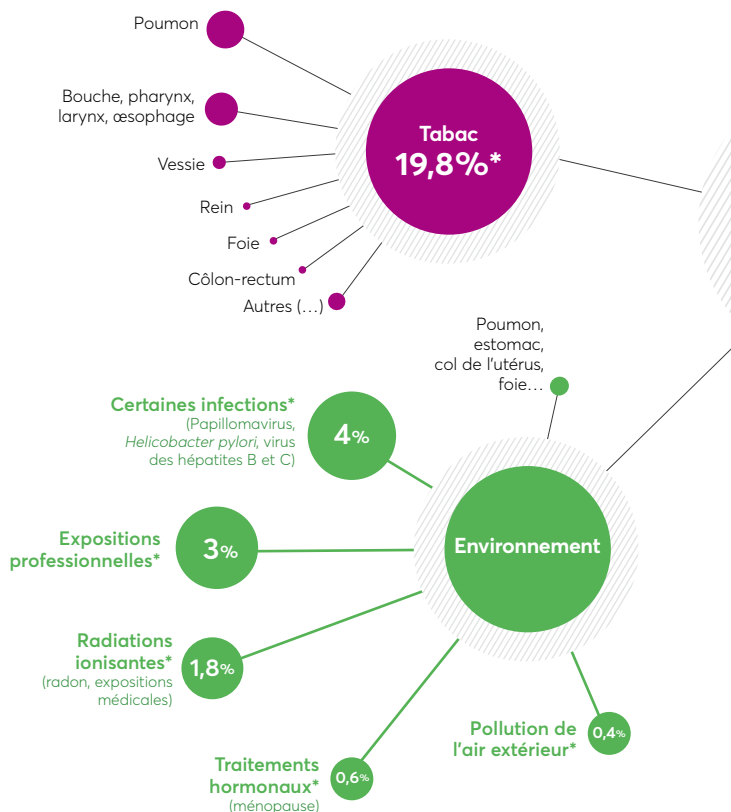 Poumon
Bouche, pharynx,
larynx, œsophage
Vessie
Rein
Foie
Côlon-rectum
Autres (…)
Tabac
19,8%*
Poumon,
estomac,
col de l'utérus,
foie…
Certaines infections*
(Papillomavirus,
Helicobacter pylori, virus
des hépatites B et C)
4%
Expositions
professionnelles*
3%
Environnement
Radiations
ionisantes*
(radon, expositions
médicales)
1,8%
Traitements
hormonaux*
(ménopause)
0,6%
Pollution de
l'air extérieur*
0,4%